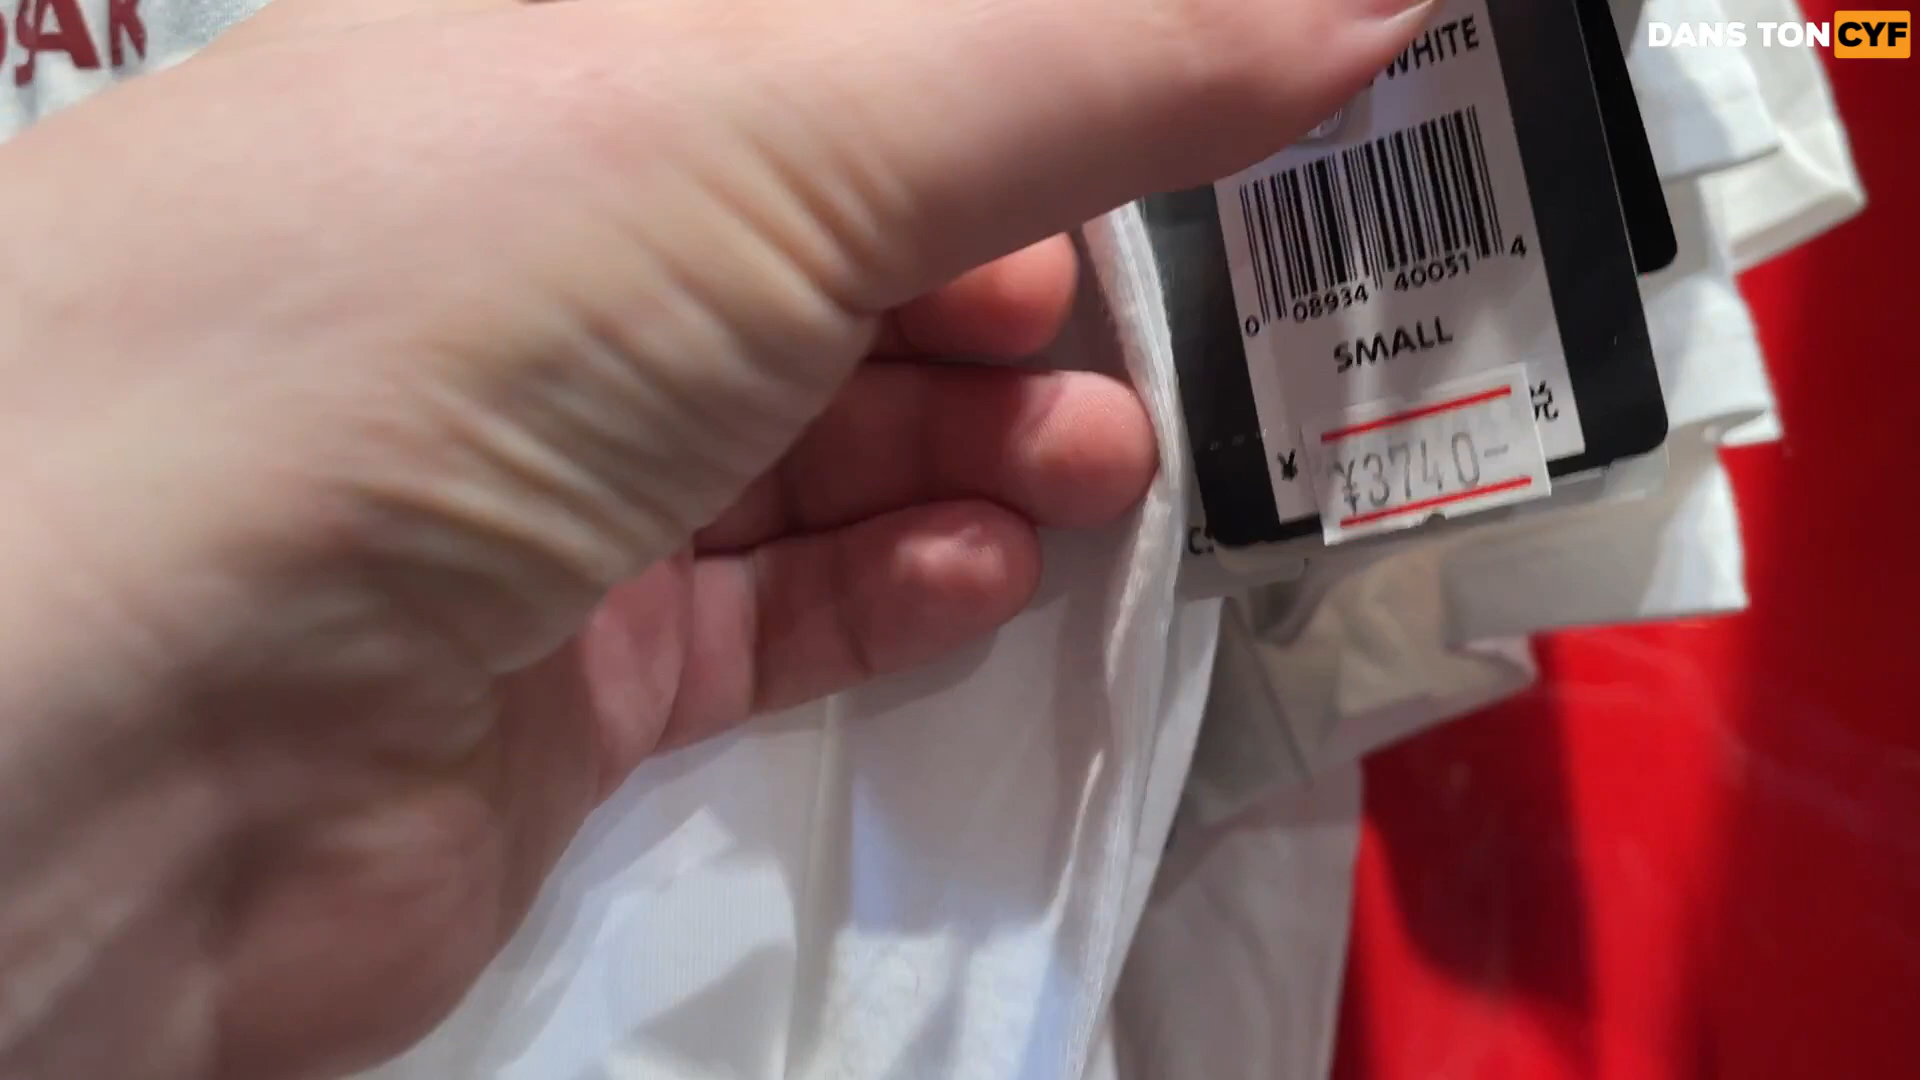 DANS TON CYF
WHITE
0 08934 40051 4
SMALL
¥
¥3740-